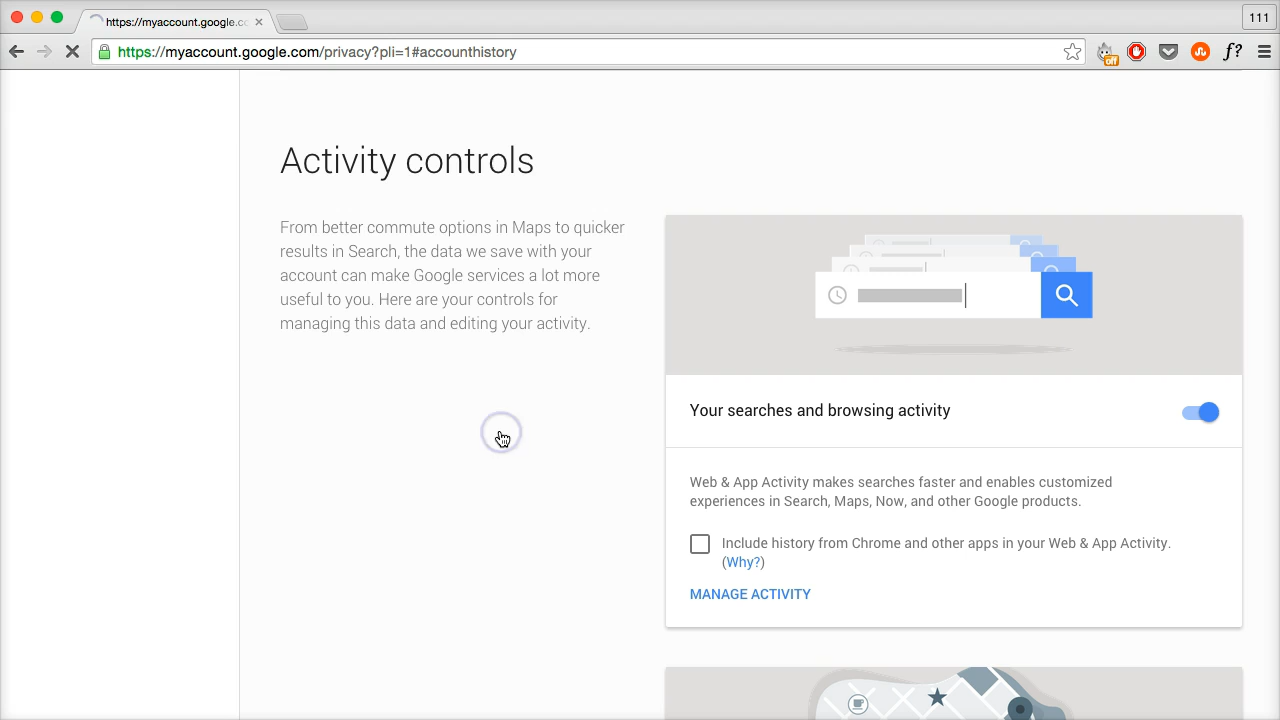 https://myaccount.google.cc
111
https://myaccount.google.com/privacy?pli=1#accounthistory
off
f?
Activity controls
From better commute options in Maps to quicker
results in Search, the data we save with your
account can make Google services a lot more
useful to you. Here are your controls for
managing this data and editing your activity.
Your searches and browsing activity
Web & App Activity makes searches faster and enables customized
experiences in Search, Maps, Now, and other Google products.
Include history from Chrome and other apps in your Web & App Activity.
(Why?)
MANAGE ACTIVITY